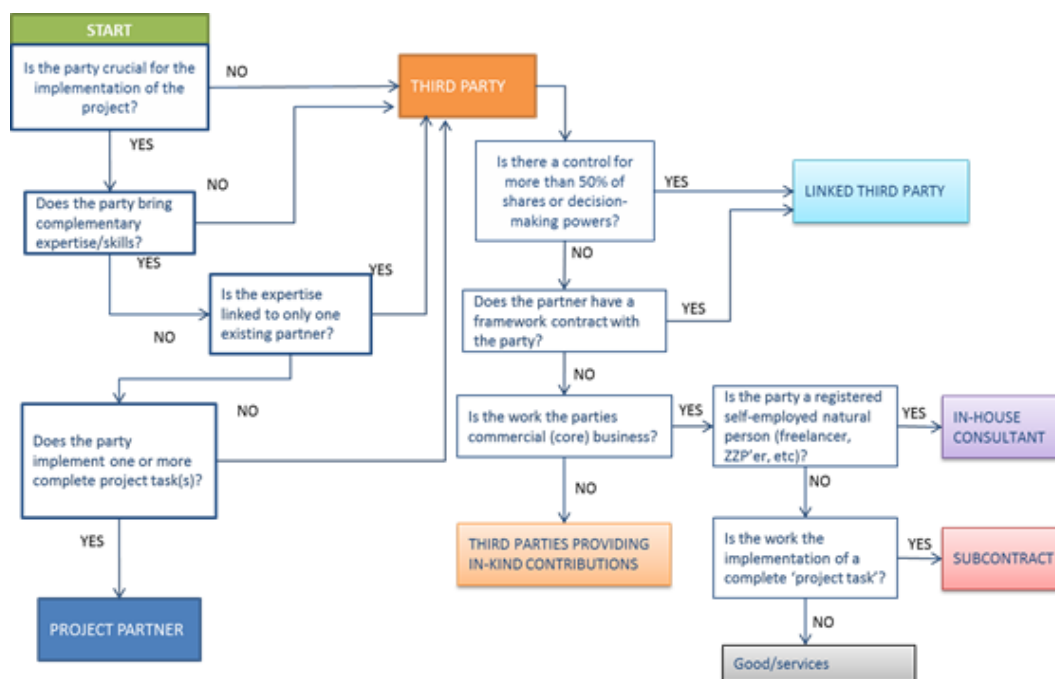 START
Is the party crucial for the
implementation of the
project?
NO
THIRD PARTY
YES
Does the party bring
complementary
expertise/skills?
NO
YES
Is the expertise
linked to only one
existing partner?
YES
NO
Does the party
implement one or more
complete project task(s)?
NO
YES
PROJECT PARTNER
Is there a control for
more than 50% of
shares or decision-
making powers?
YES
LINKED THIRD PARTY
NO
Does the partner have a
framework contract with
the party?
YES
NO
Is the work the parties
commercial (core) business?
YES
NO
THIRD PARTIES PROVIDING
IN-KIND CONTRIBUTIONS
Is the party a registered
self-employed natural
person (freelancer,
ZZP'er, etc)?
YES
IN-HOUSE
CONSULTANT
NO
Is the work the
implementation of a
complete 'project task'?
YES
SUBCONTRACT
NO
Good/services